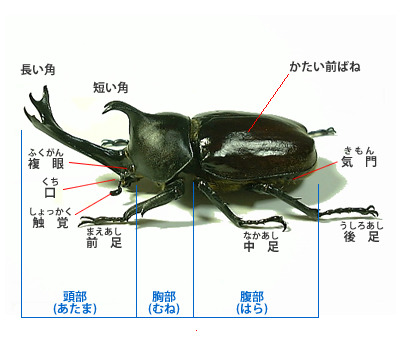 長い角
短い角
かたい前ばね
ふくがん
複眼
くち
口
しょっかく
触覚
まえあし
前足
なかあし
中足
きもん
気門
うしろあし
後足
頭部
(あたま)
胸部
(むね)
腹部
(はら)